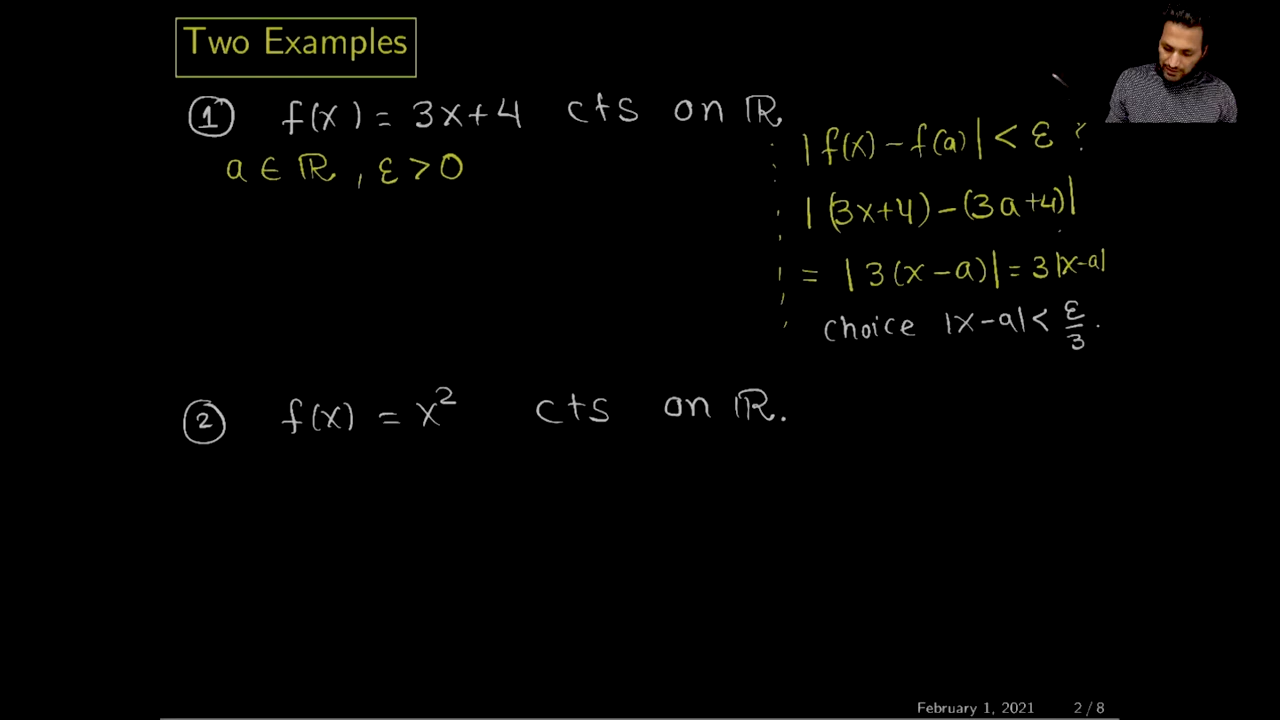 Two Examples
① f(x) = 3x+4 cts on ℝ
a ∈ ℝ, ε > 0
|f(x) − f(a)| < ε ?
|(3x+4) − (3a+4)|
= |3(x−a)| = 3|x−a|
choice |x−a| < ε/3.
② f(x) = x² cts on ℝ.
February 1, 2021 2 / 8